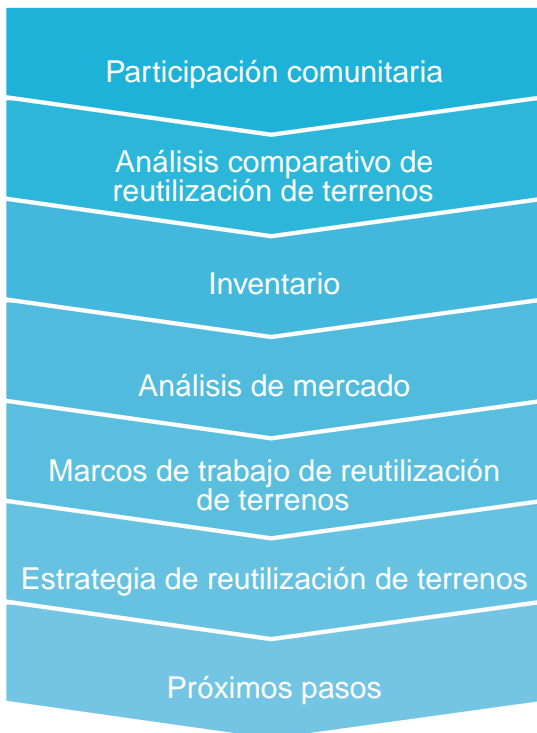 Participación comunitaria
Análisis comparativo de
reutilización de terrenos
Inventario
Análisis de mercado
Marcos de trabajo de reutilización
de terrenos
Estrategia de reutilización de terrenos
Próximos pasos